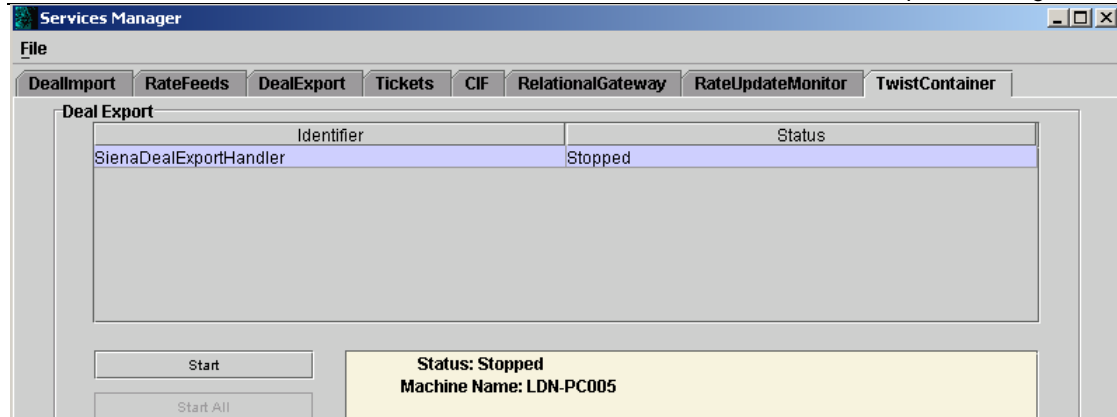 Services Manager
File
DealImport RateFeeds DealExport Tickets CIF RelationalGateway RateUpdateMonitor TwistContainer
Deal Export
Identifier Status
SienaDealExportHandler Stopped
Start
Status: Stopped
Machine Name: LDN-PC005
Start All